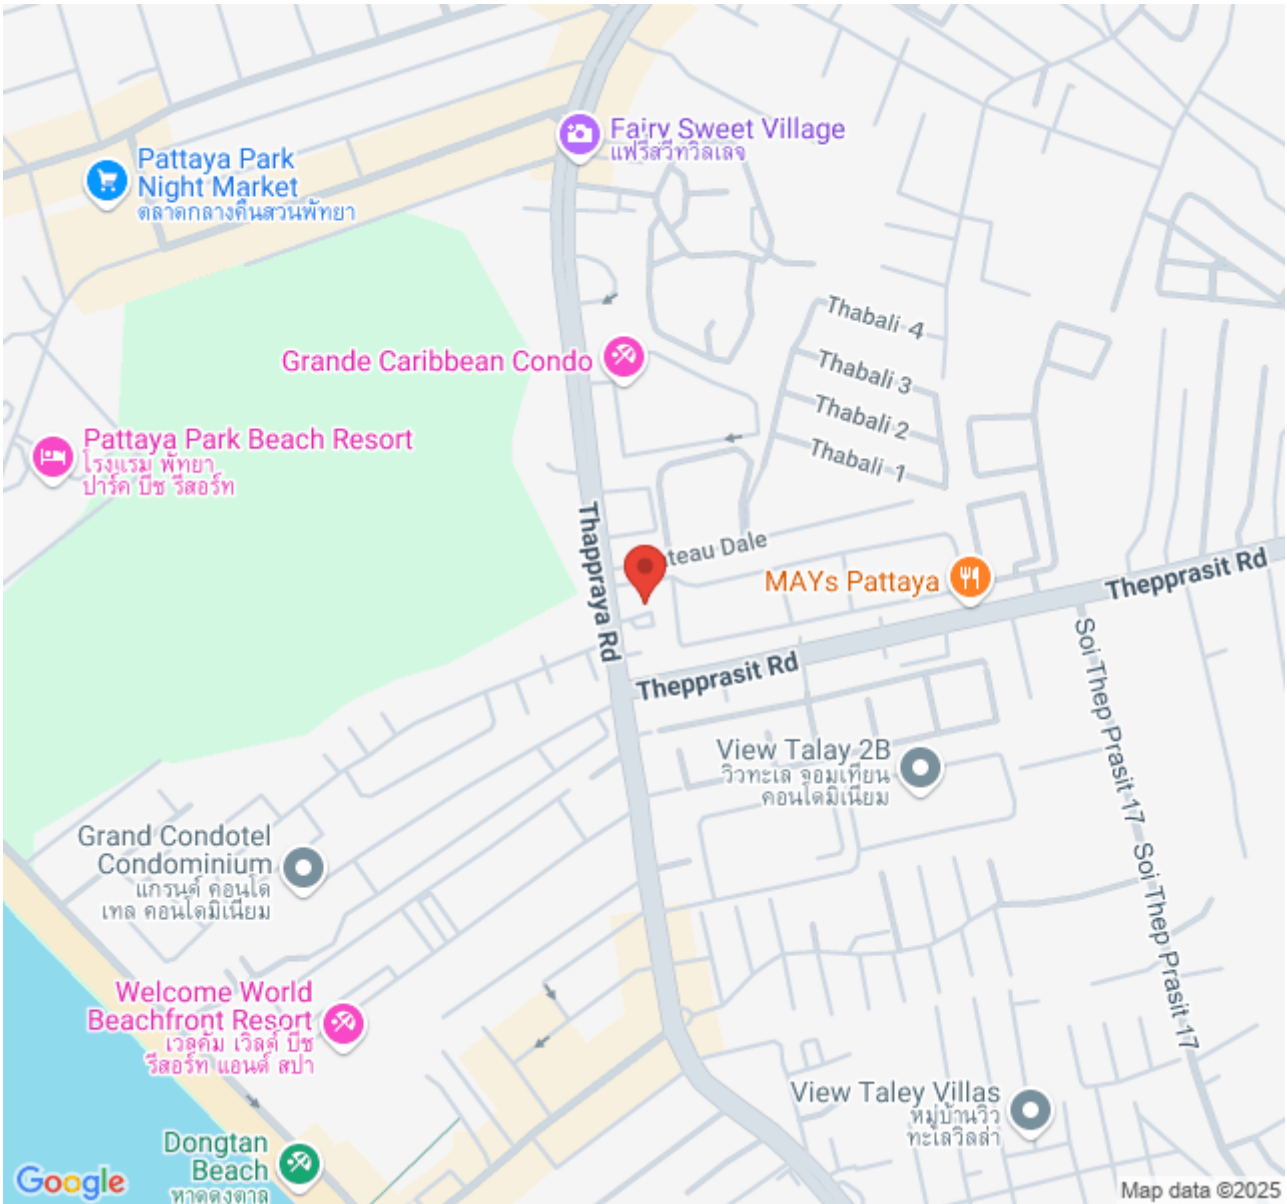 Fairy Sweet Village
แฟรี่สวีทวิลเลจ
Pattaya Park
Night Market
ตลาดกลางคืนสวนพัทยา
Thabali 4
Grande Caribbean Condo
Thabali 3
Thabali 2
Pattaya Park Beach Resort
โรงแรม พัทยา
ปาร์ค บีช รีสอร์ท
Thabali 1
Thappraya Rd
teau Dale
MAYs Pattaya
Thepprasit Rd
Thepprasit Rd
Soi Thep Prasit 17
View Talay 2B
วิวทะเล จอมเทียน
คอนโดมิเนียม
Grand Condotel
Condominium
แกรนด์ คอนโด
เทล คอนโดมิเนียม
Soi Thep Prasit 17
Welcome World
Beachfront Resort
เวลคัม เวิลด์ บีช
รีสอร์ท แอนด์ สปา
View Taley Villas
หมู่บ้านวิว
ทะเลวิลล่า
Dongtan
Beach
หาดดงตาล
Google
Map data ©2025